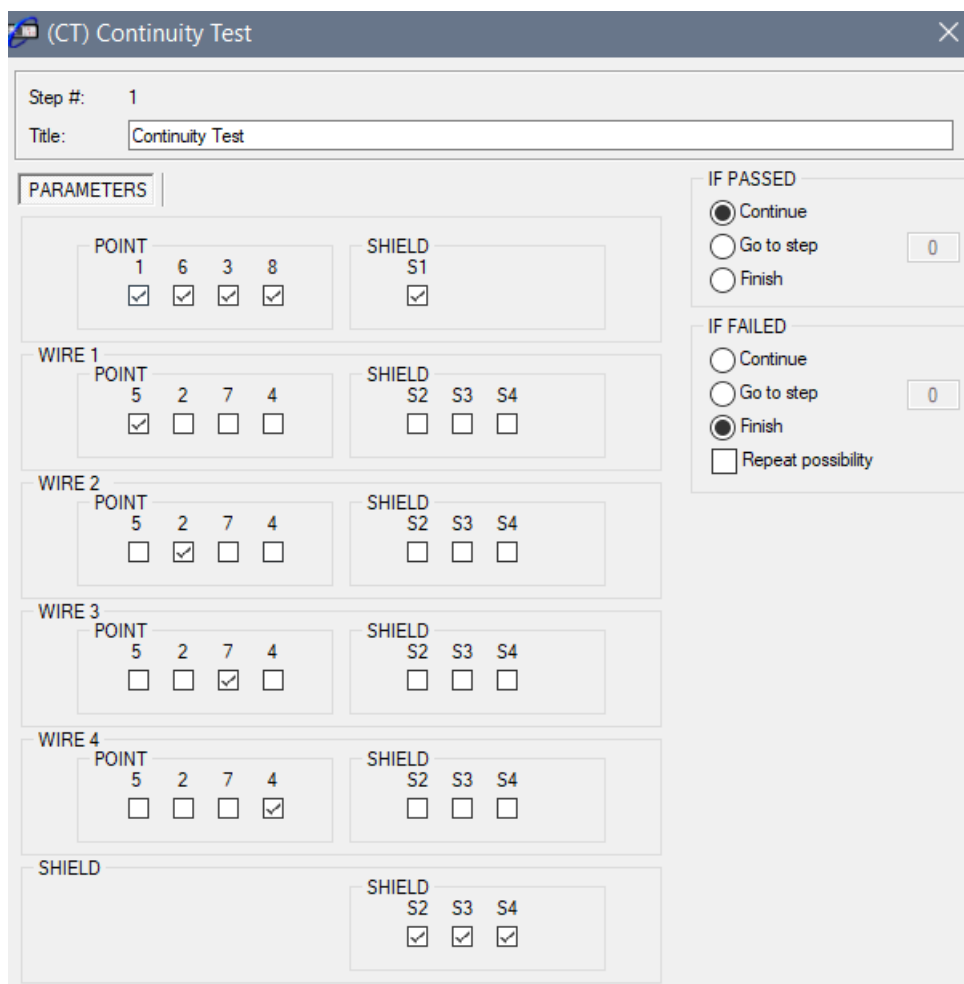 (CT) Continuity Test
Step #: 1
Title: Continuity Test
PARAMETERS
POINT
1 6 3 8
SHIELD
S1
WIRE 1
POINT
5 2 7 4
SHIELD
S2 S3 S4
WIRE 2
POINT
5 2 7 4
SHIELD
S2 S3 S4
WIRE 3
POINT
5 2 7 4
SHIELD
S2 S3 S4
WIRE 4
POINT
5 2 7 4
SHIELD
S2 S3 S4
SHIELD
SHIELD
S2 S3 S4
IF PASSED
Continue
Go to step 0
Finish
IF FAILED
Continue
Go to step 0
Finish
Repeat possibility